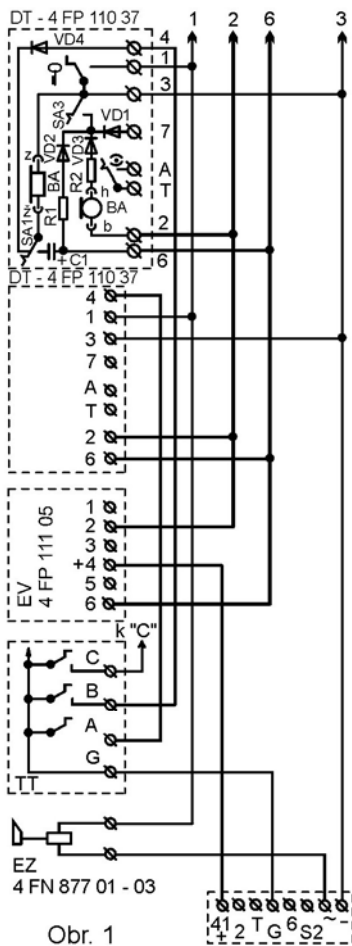 DT - 4 FP 110 37 1 2 6 3
VD4 4
1
3
SA3
VD1 7
VD2 VD3
z BA R2 A
h T
z R1 BA
SA1 b 2
+ C1 6
DT - 4 FP 110 37
4
1
3
7
A
T
2
6
EV
4 FP 111 05
1
2
3
+4
5
6
k "C"
C
B
A
G
TT
EZ
4 FN 877 01 - 03
41 2 T G 6 S2 ~ -
+
Obr. 1